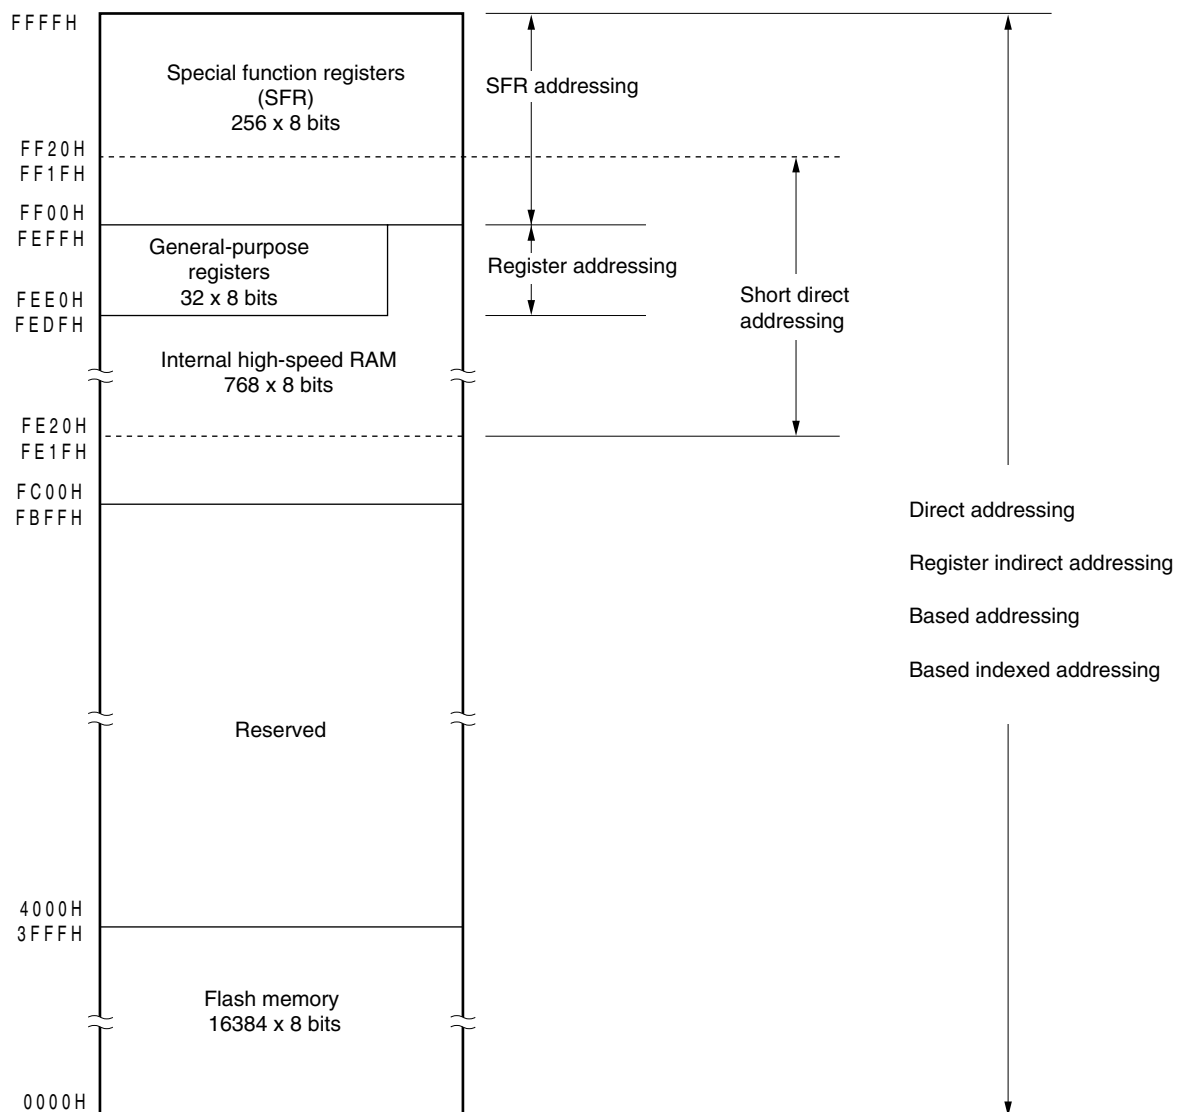 FFFFH
Special function registers
(SFR)
256 x 8 bits
SFR addressing
FF20H
FF1FH
FF00H
FEFFH
General-purpose
registers
32 x 8 bits
Register addressing
Short direct
addressing
FEE0H
FEDFH
Internal high-speed RAM
768 x 8 bits
FE20H
FE1FH
FC00H
FBFFH
Direct addressing
Register indirect addressing
Based addressing
Based indexed addressing
Reserved
4000H
3FFFH
Flash memory
16384 x 8 bits
0000H